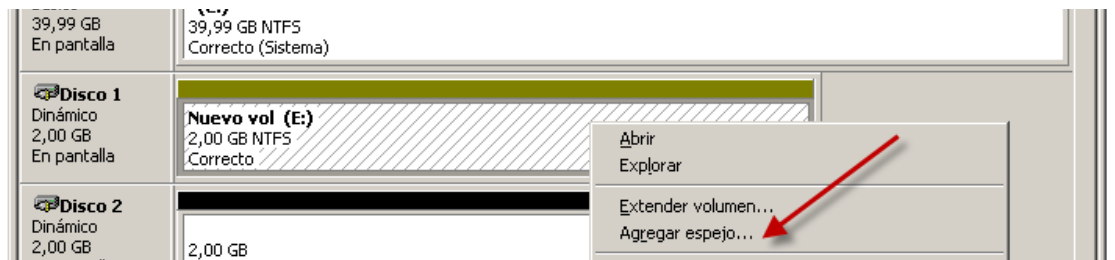 (C:)
39,99 GB
39,99 GB NTFS
En pantalla
Correcto (Sistema)
Disco 1
Dinámico
2,00 GB
En pantalla
Nuevo vol (E:)
2,00 GB NTFS
Correcto
Abrir
Explorar
Extender volumen...
Agregar espejo...
Disco 2
Dinámico
2,00 GB
2,00 GB